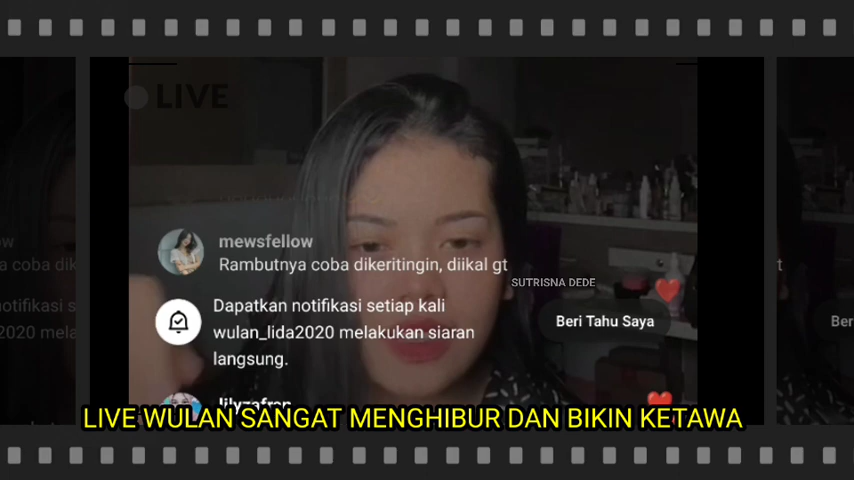 LIVE
mewsfellow
Rambutnya coba dikeritingin, diikal gt
SUTRISNA DEDE
Dapatkan notifikasi setiap kali
wulan_lida2020 melakukan siaran
langsung.
Beri Tahu Saya
LIVE WULAN SANGAT MENGHIBUR DAN BIKIN KETAWA